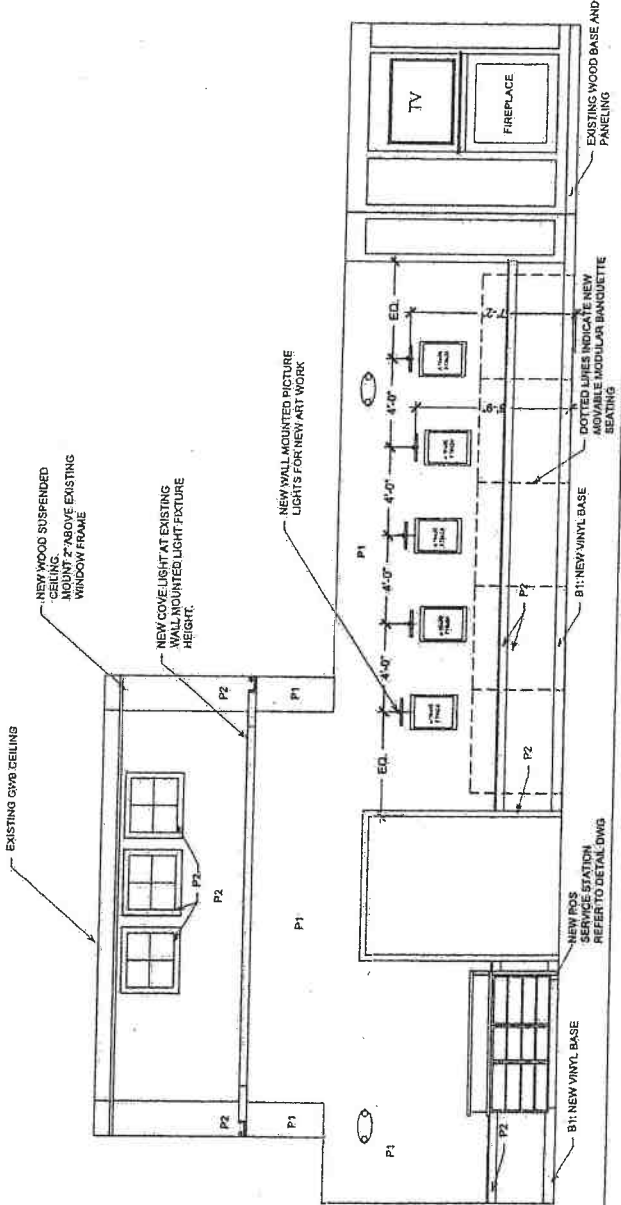 EXISTING GWB CEILING
NEW WOOD SUSPENDED
CEILING.
MOUNT 2" ABOVE EXISTING
WINDOW FRAME
NEW COVE LIGHT AT EXISTING
WALL MOUNTED LIGHT FIXTURE
HEIGHT.
NEW WALL MOUNTED PICTURE
LIGHTS FOR NEW ART WORK
P2
P1
P2
P2
P2
P1
P1
P1
P1
EQ.
4'-0"
4'-0"
4'-0"
4'-0"
EQ.
7'-2"
TV
FIREPLACE
P2
P2
P2
B1: NEW VINYL BASE
NEW POS
SERVICE STATION
REFER TO DETAIL DWG
B1: NEW VINYL BASE
DOTTED LINES INDICATE NEW
MOVABLE MODULAR BANQUETTE
SEATING
EXISTING WOOD BASE AND
PANELING